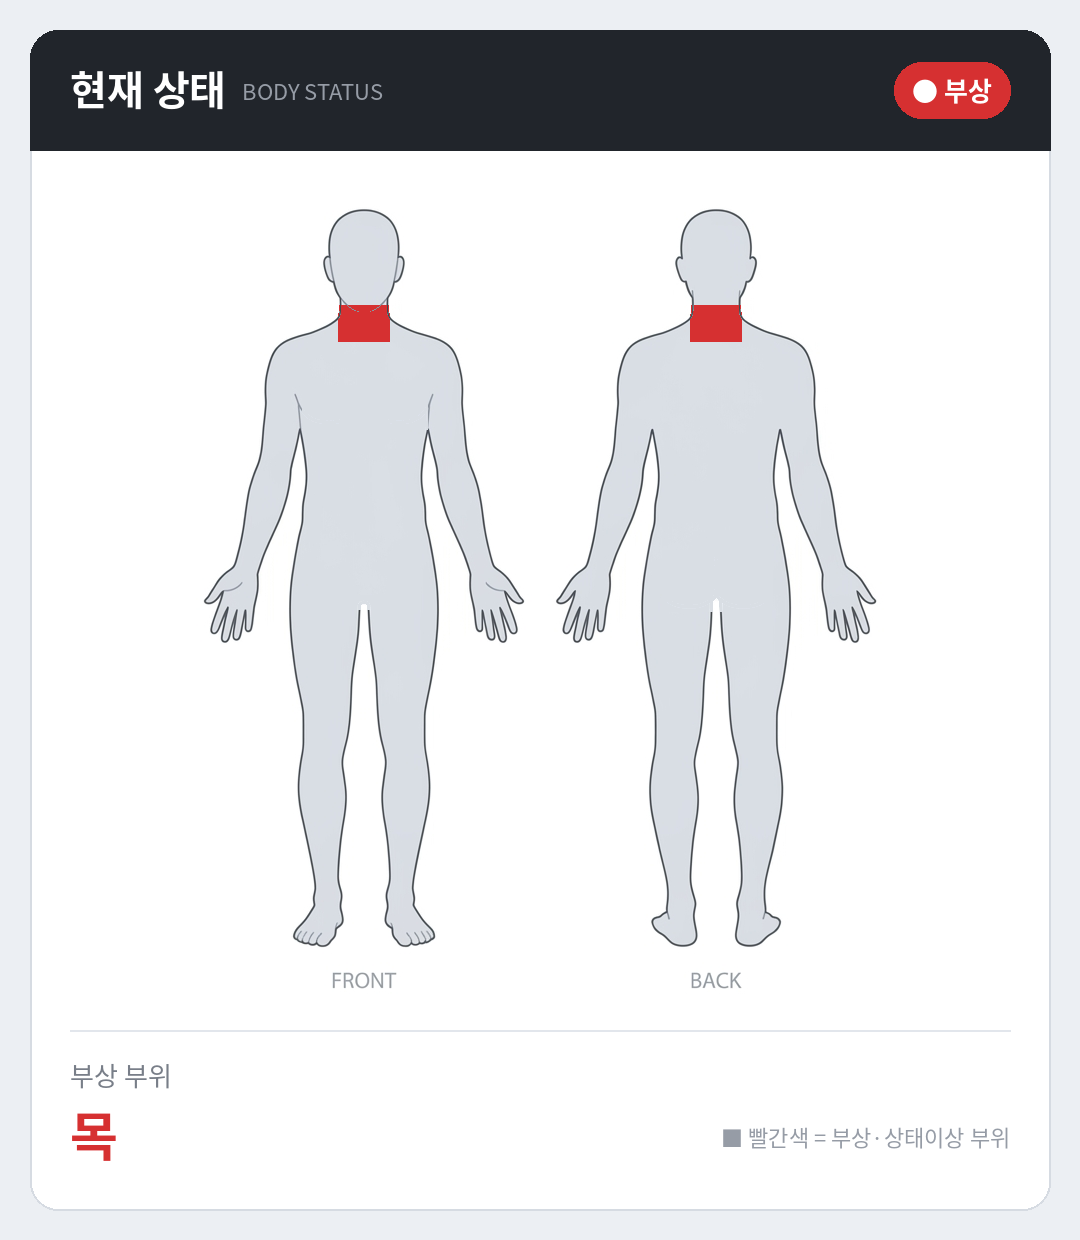 현재 상태 BODY STATUS
부상
FRONT
BACK
부상 부위
목
빨간색 = 부상 · 상태이상 부위